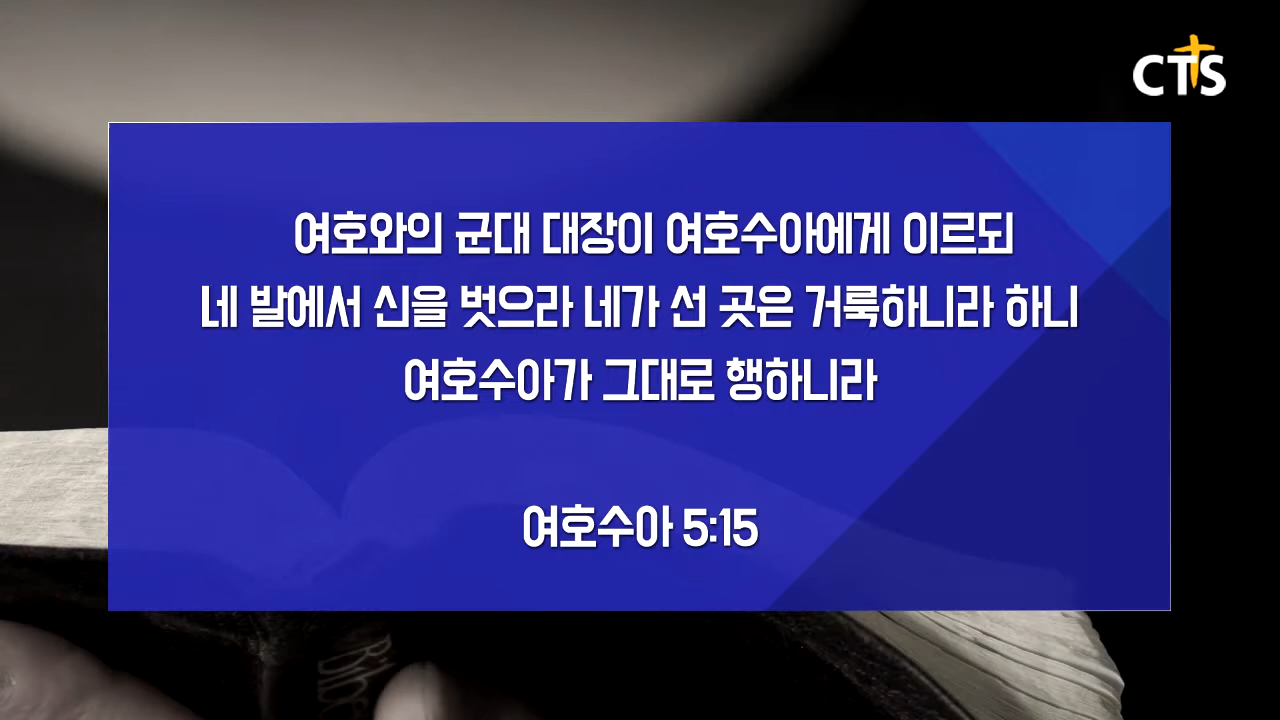 CTS
여호와의 군대 대장이 여호수아에게 이르되
네 발에서 신을 벗으라 네가 선 곳은 거룩하니라 하니
여호수아가 그대로 행하니라
여호수아 5:15
Bible